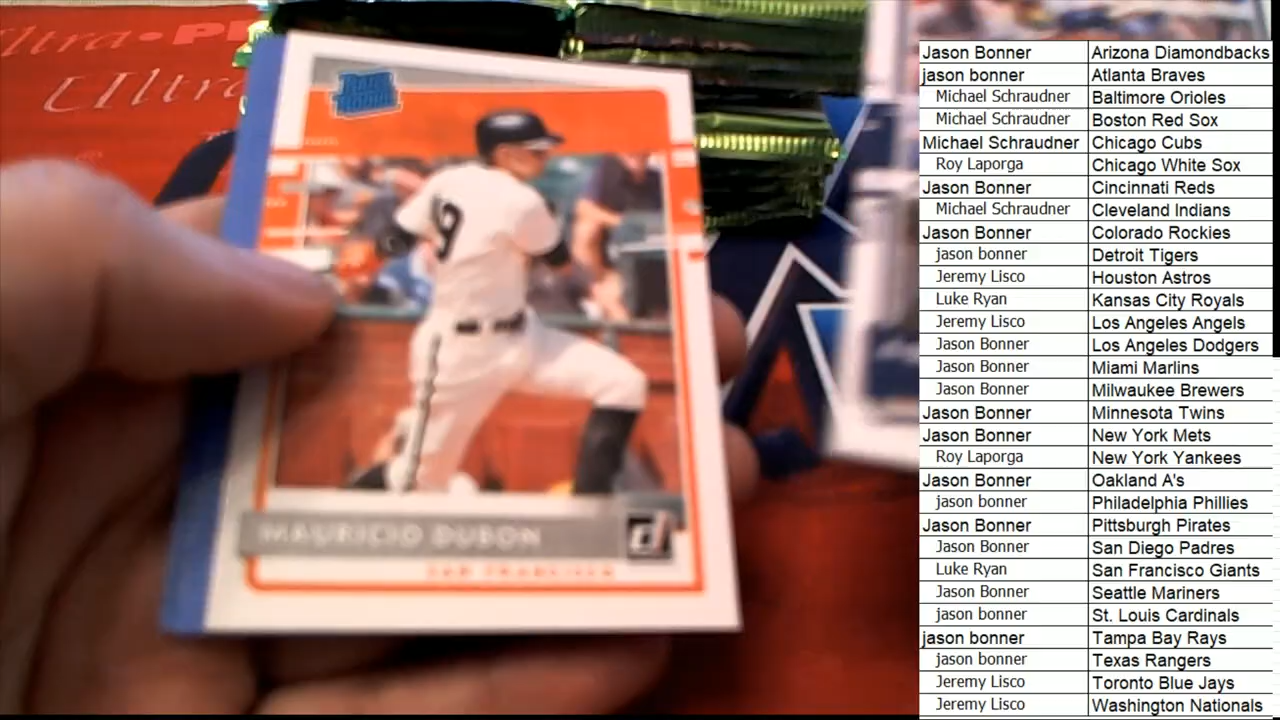 Ultra•P
Ultra
Rated
Rookie
19
MAURICIO DUBON
d
SAN FRANCISCO
Jason Bonner Arizona Diamondbacks
jason bonner Atlanta Braves
Michael Schraudner Baltimore Orioles
Michael Schraudner Boston Red Sox
Michael Schraudner Chicago Cubs
Roy Laporga Chicago White Sox
Jason Bonner Cincinnati Reds
Michael Schraudner Cleveland Indians
Jason Bonner Colorado Rockies
jason bonner Detroit Tigers
Jeremy Lisco Houston Astros
Luke Ryan Kansas City Royals
Jeremy Lisco Los Angeles Angels
Jason Bonner Los Angeles Dodgers
Jason Bonner Miami Marlins
Jason Bonner Milwaukee Brewers
Jason Bonner Minnesota Twins
Jason Bonner New York Mets
Roy Laporga New York Yankees
Jason Bonner Oakland A's
jason bonner Philadelphia Phillies
Jason Bonner Pittsburgh Pirates
Jason Bonner San Diego Padres
Luke Ryan San Francisco Giants
Jason Bonner Seattle Mariners
jason bonner St. Louis Cardinals
jason bonner Tampa Bay Rays
jason bonner Texas Rangers
Jeremy Lisco Toronto Blue Jays
Jeremy Lisco Washington Nationals